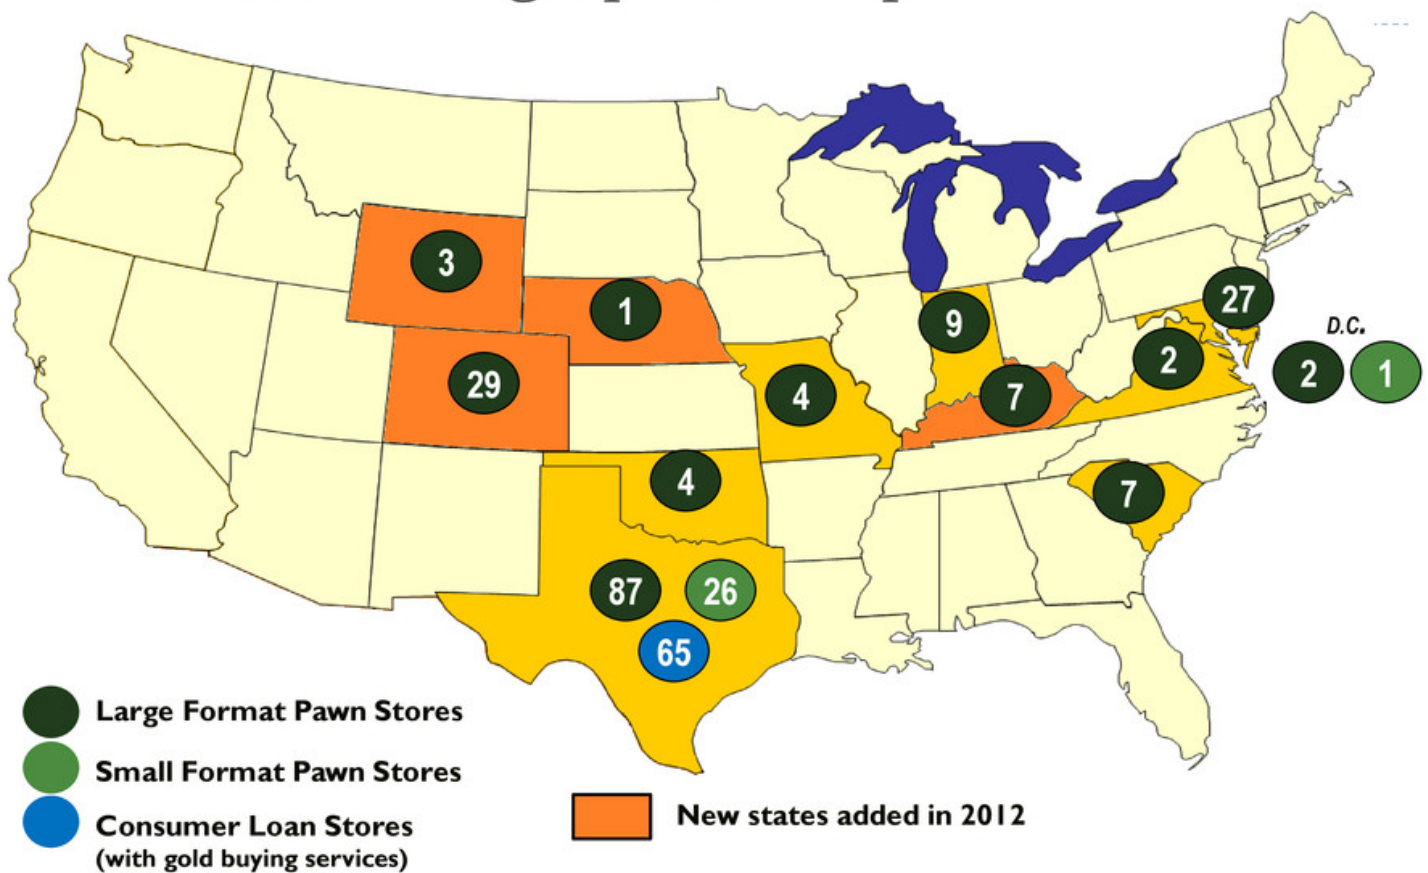 3
1
27
9
D.C.
2
2
1
29
4
7
4
7
87
26
65
Large Format Pawn Stores
Small Format Pawn Stores
New states added in 2012
Consumer Loan Stores
(with gold buying services)